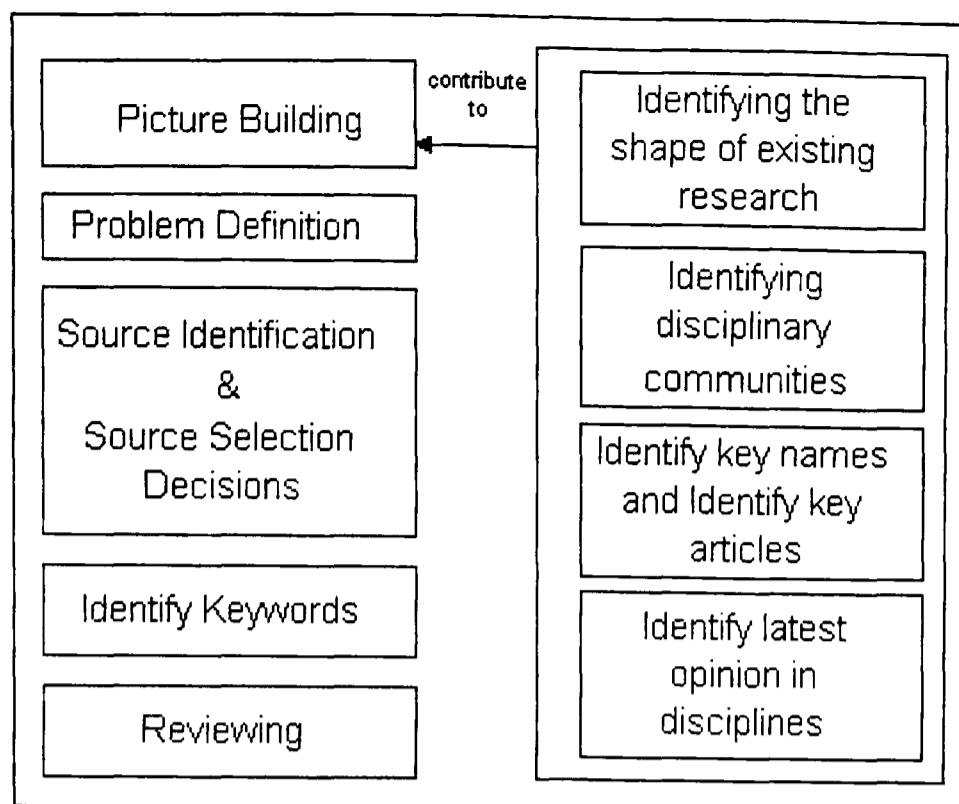 Picture Building
Problem Definition
Source Identification
&
Source Selection
Decisions
Identify Keywords
Reviewing
contribute
to
Identifying the
shape of existing
research
Identifying
disciplinary
communities
Identify key names
and Identify key
articles
Identify latest
opinion in
disciplines